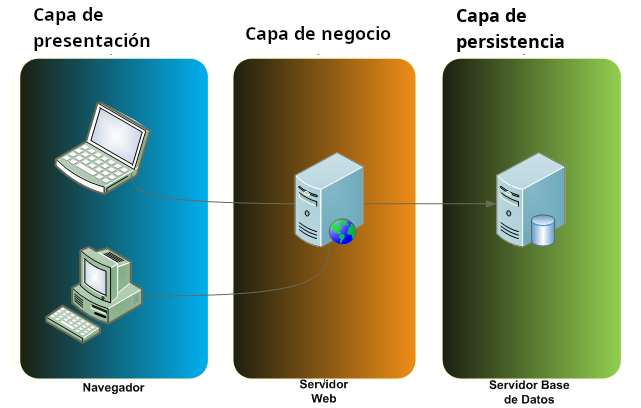 Capa de
presentación
Capa de negocio
Capa de
persistencia
Navegador
Servidor
Web
Servidor Base
de Datos